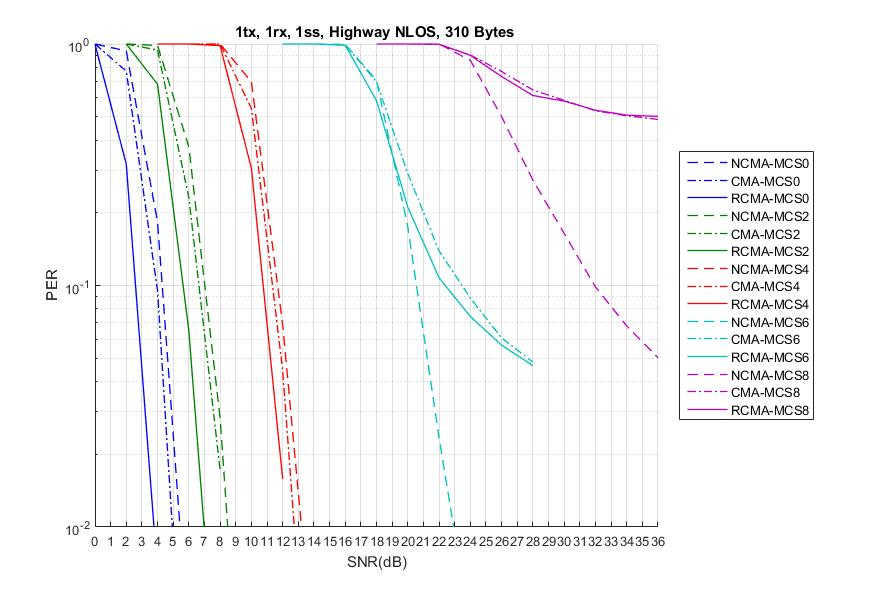 1tx, 1rx, 1ss, Highway NLOS, 310 Bytes
10^0
10^-1
10^-2
PER
0 1 2 3 4 5 6 7 8 9 10 11 12 13 14 15 16 17 18 19 20 21 22 23 24 25 26 27 28 29 30 31 32 33 34 35 36
SNR(dB)
NCMA-MCS0
CMA-MCS0
RCMA-MCS0
NCMA-MCS2
CMA-MCS2
RCMA-MCS2
NCMA-MCS4
CMA-MCS4
RCMA-MCS4
NCMA-MCS6
CMA-MCS6
RCMA-MCS6
NCMA-MCS8
CMA-MCS8
RCMA-MCS8